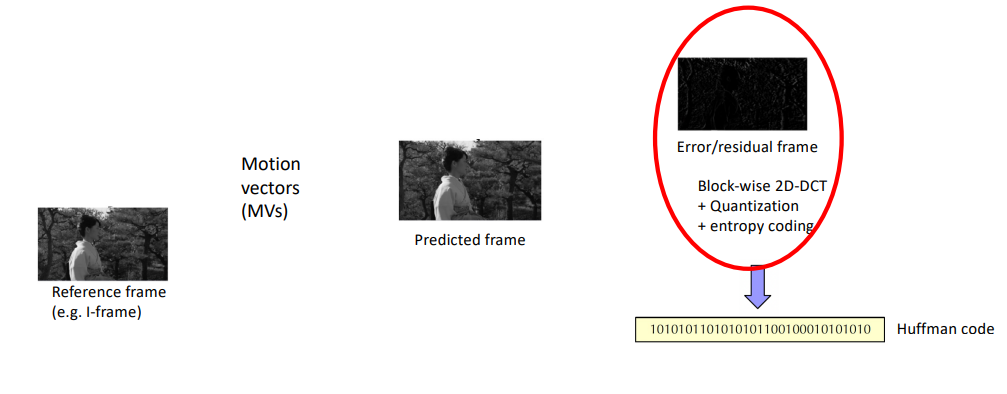 Motion
vectors
(MVs)
Reference frame
(e.g. I-frame)
Predicted frame
Error/residual frame
Block-wise 2D-DCT
+ Quantization
+ entropy coding
1010101101010101100100010101010
Huffman code